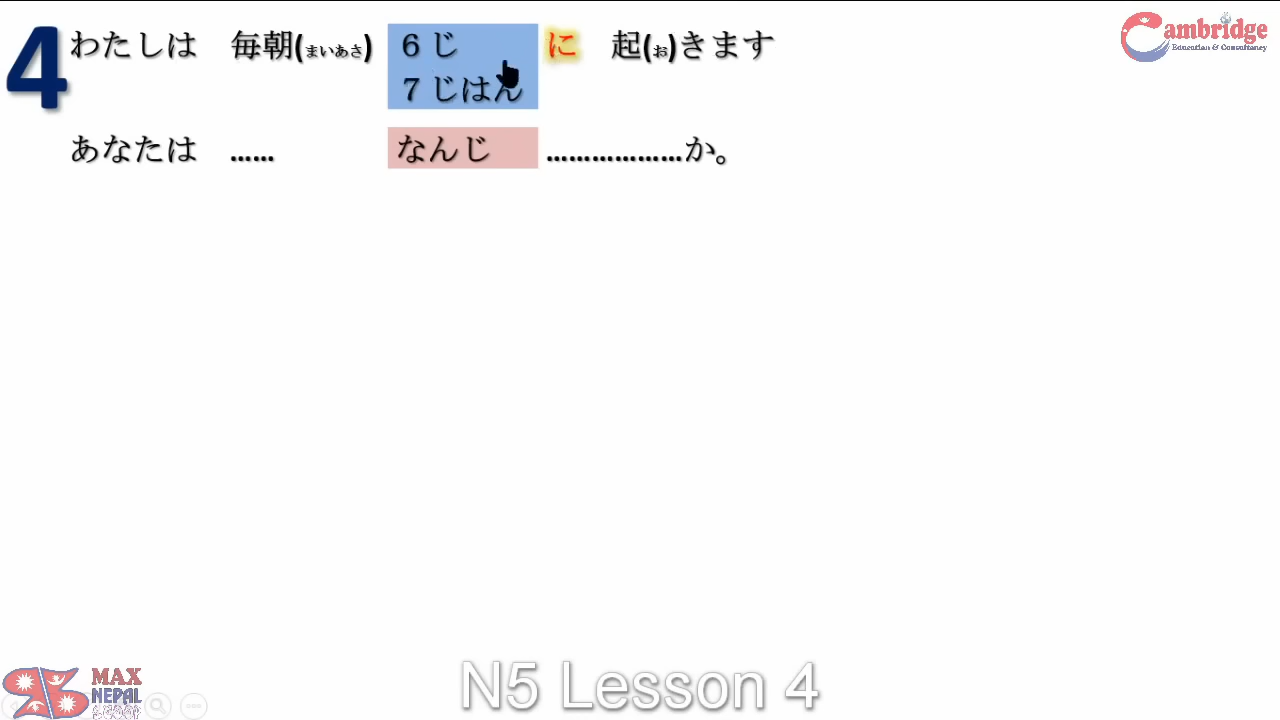 4 わたしは 毎朝(まいあさ) 6じ に 起(お)きます
7じはん
あなたは …… なんじ ………………か。
Cambridge
Education & Consultancy
N5 Lesson 4
MAX
NEPAL